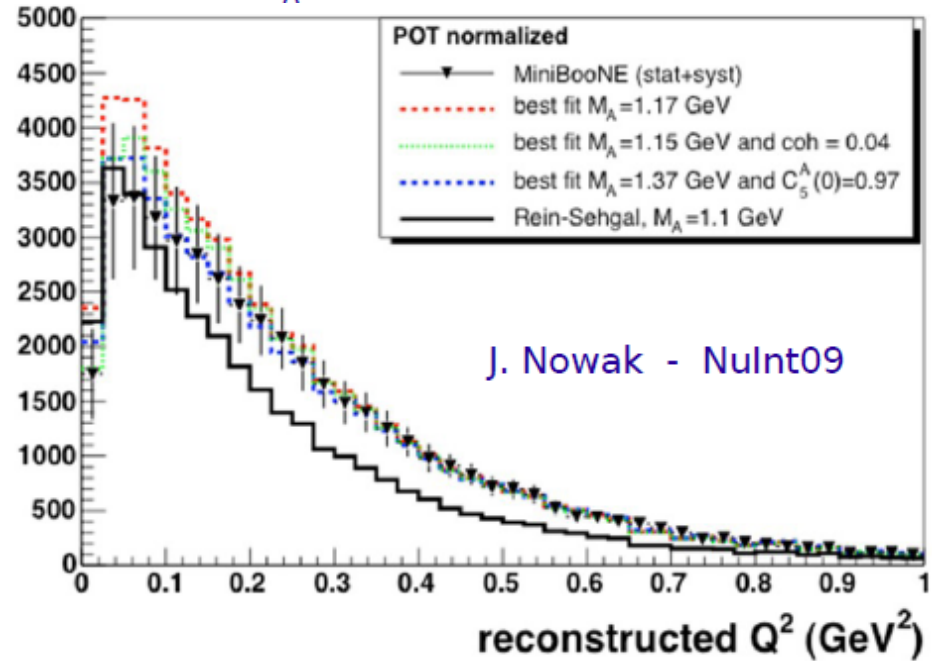 A
5000
4500
4000
3500
3000
2500
2000
1500
1000
500
0
POT normalized
MiniBooNE (stat+syst)
best fit M_A=1.17 GeV
best fit M_A=1.15 GeV and coh = 0.04
best fit M_A=1.37 GeV and C_5^A(0)=0.97
Rein-Sehgal, M_A=1.1 GeV
J. Nowak - NuInt09
0 0.1 0.2 0.3 0.4 0.5 0.6 0.7 0.8 0.9 1
reconstructed Q² (GeV²)